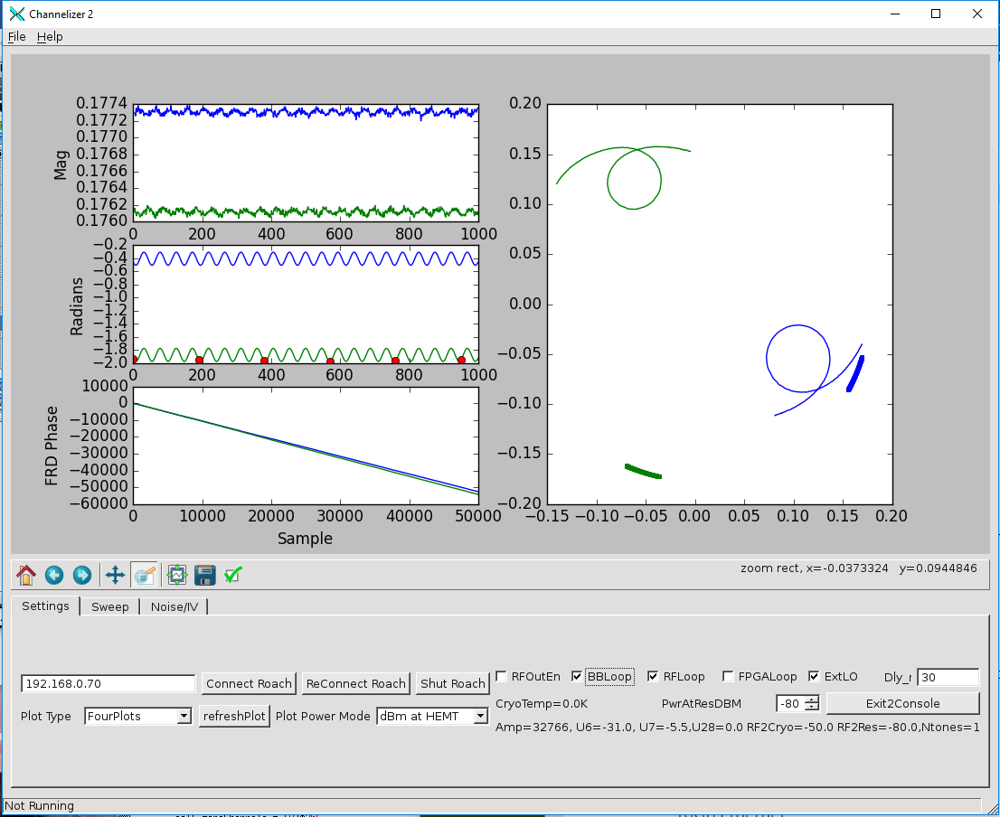 Channelizer 2
File Help
0.1774
0.1772
0.1770
0.1768
0.1766
0.1764
0.1762
0.1760
Mag
0 200 400 600 800 1000
−0.2
−0.4
−0.6
−0.8
−1.0
−1.2
−1.4
−1.6
−1.8
−2.0
Radians
0 200 400 600 800 1000
10000
0
−10000
−20000
−30000
−40000
−50000
−60000
FRD Phase
0 10000 20000 30000 40000 50000
Sample
0.20
0.15
0.10
0.05
0.00
−0.05
−0.10
−0.15
−0.20
−0.15 −0.10 −0.05 0.00 0.05 0.10 0.15 0.20
zoom rect, x=-0.0373324 y=0.0944846
Settings Sweep Noise/IV
192.168.0.70 Connect Roach ReConnect Roach Shut Roach RFOutEn BBLoop RFLoop FPGALoop ExtLO Dly_r 30
CryoTemp=0.0K PwrAtResDBM -80 Exit2Console
Plot Type FourPlots refreshPlot Plot Power Mode dBm at HEMT
Amp=32766, U6=-31.0, U7=-5.5,U28=0.0 RF2Cryo=-50.0 RF2Res=-80.0,Ntones=1
Not Running